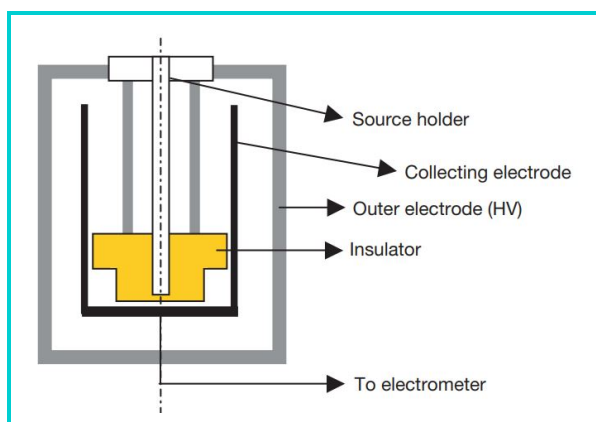 Source holder
Collecting electrode
Outer electrode (HV)
Insulator
To electrometer